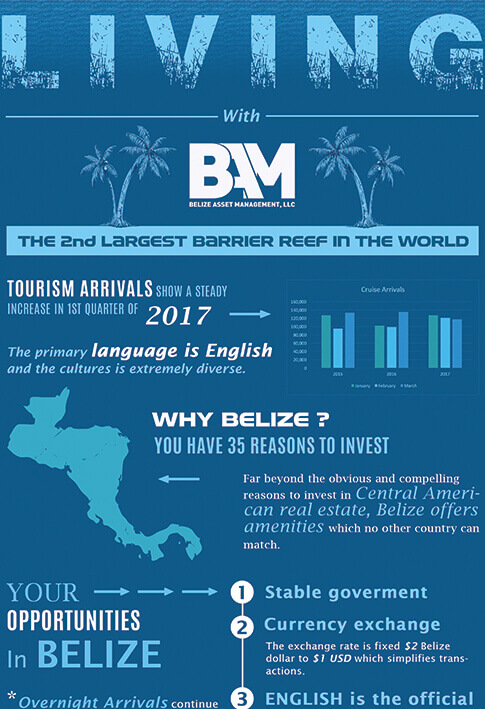 LIVING
With
BAM
BELIZE ASSET MANAGEMENT, LLC
THE 2nd LARGEST BARRIER REEF IN THE WORLD
TOURISM ARRIVALS SHOW A STEADY
INCREASE IN 1ST QUARTER OF 2017
The primary language is English
and the cultures is extremely diverse.
Cruise Arrivals
160,000
140,000
120,000
100,000
80,000
60,000
40,000
20,000
0
2015 2016 2017
January February March
WHY BELIZE ?
YOU HAVE 35 REASONS TO INVEST
Far beyond the obvious and compelling
reasons to invest in Central Ameri-
can real estate, Belize offers
amenities which no other country can
match.
YOUR
OPPORTUNITIES
In BELIZE
* Overnight Arrivals continue
1 Stable goverment
2 Currency exchange
The exchange rate is fixed $2 Belize
dollar to $1 USD which simplifies trans-
actions.
3 ENGLISH is the official